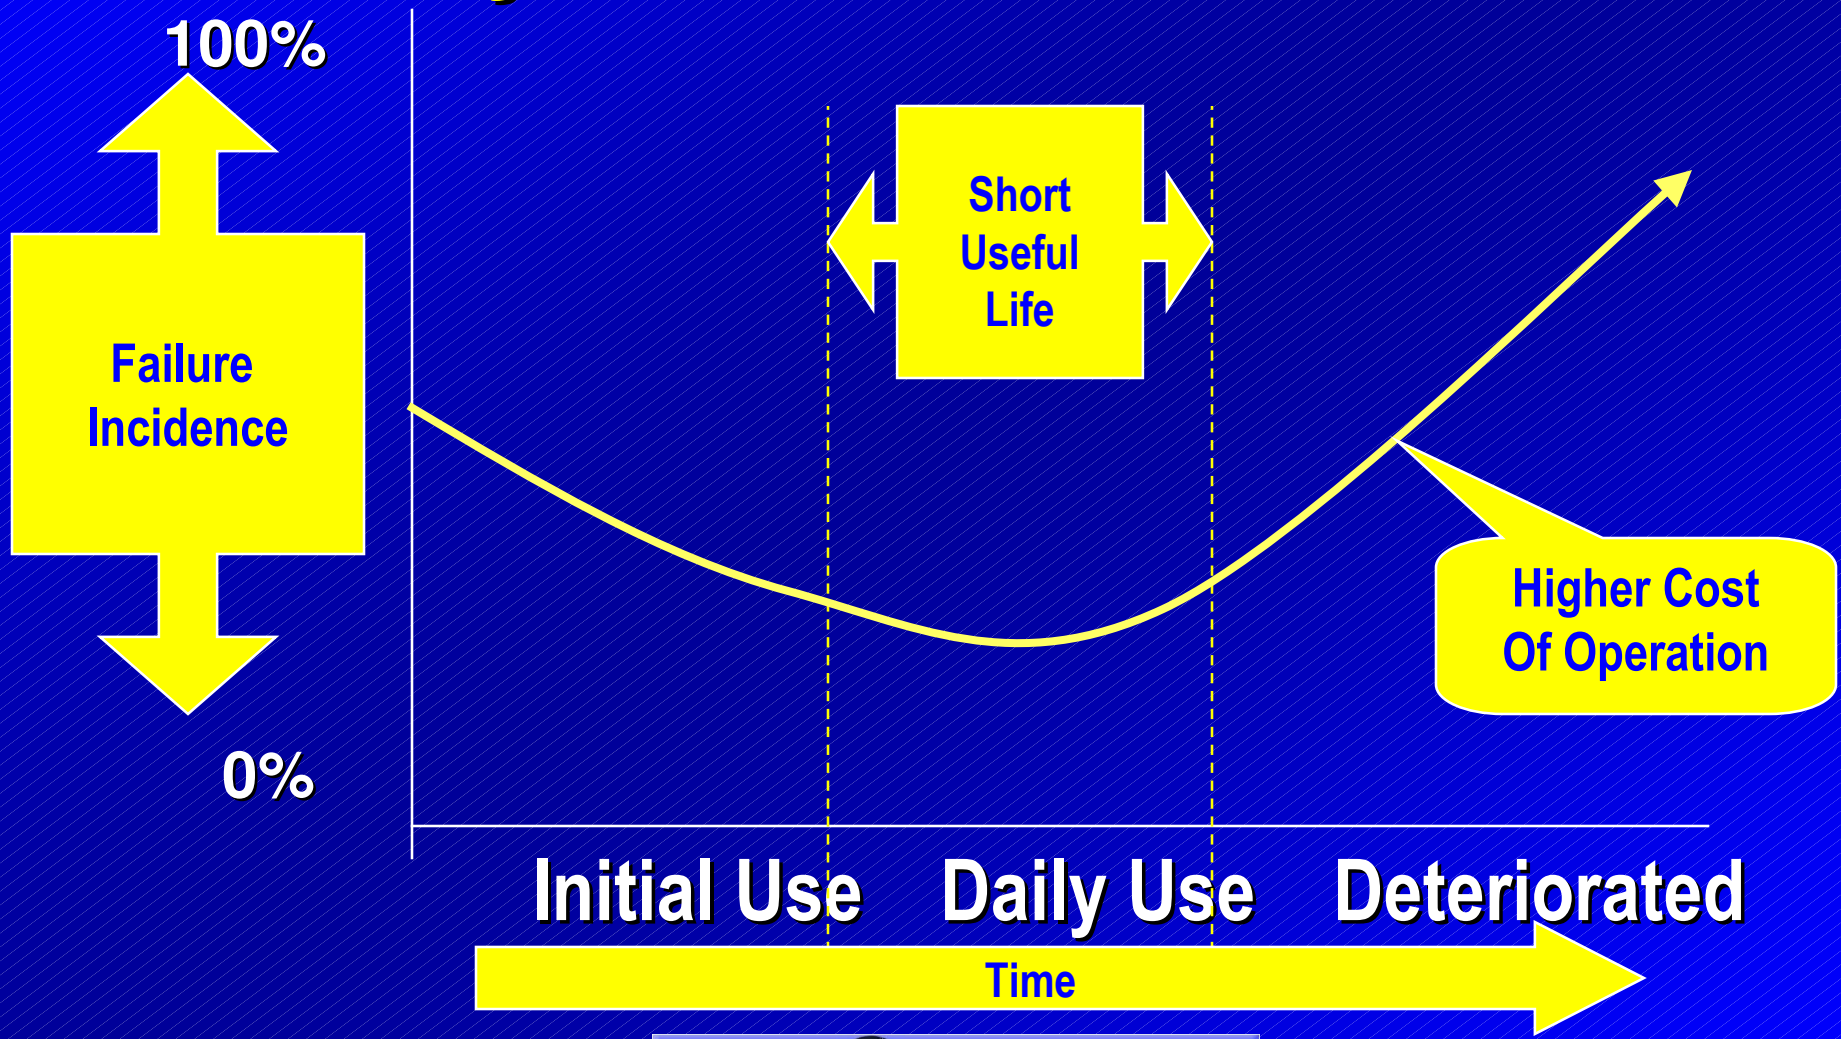 100%
Short
Useful
Life
Failure
Incidence
Higher Cost
Of Operation
0%
Initial Use
Daily Use
Deteriorated
Time